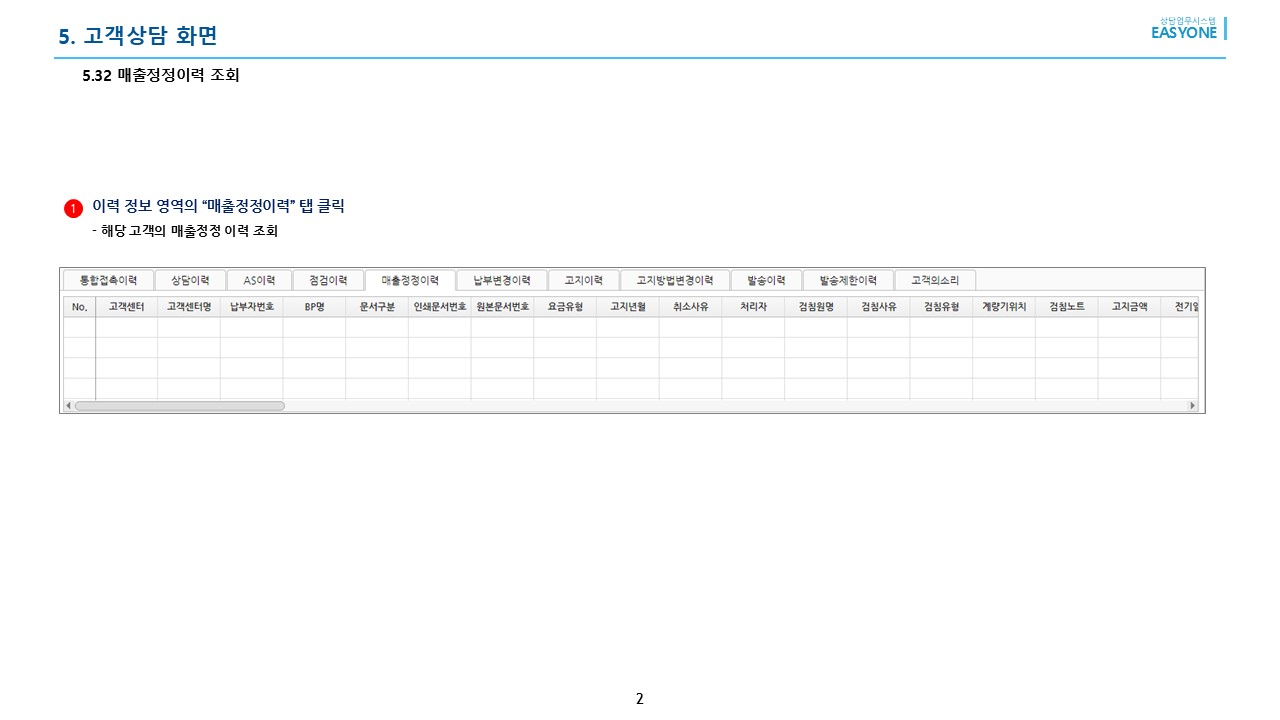 5. 고객상담 화면
상담업무시스템
EASYONE
5.32 매출정정이력 조회
1 이력 정보 영역의 “매출정정이력” 탭 클릭
- 해당 고객의 매출정정 이력 조회
통합접촉이력 상담이력 AS이력 점검이력 매출정정이력 납부변경이력 고지이력 고지방법변경이력 발송이력 발송제한이력 고객의소리
No. 고객센터 고객센터명 납부자번호 BP명 문서구분 인쇄문서번호 원본문서번호 요금유형 고지년월 취소사유 처리자 검침원명 검침사유 검침유형 계량기위치 검침노트 고지금액 전기일
2